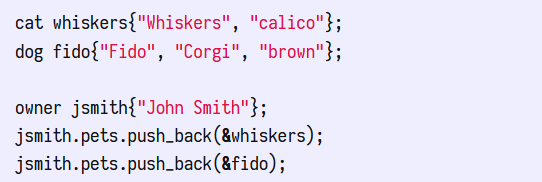 cat whiskers{"Whiskers", "calico"};
dog fido{"Fido", "Corgi", "brown"};
owner jsmith{"John Smith"};
jsmith.pets.push_back(&whiskers);
jsmith.pets.push_back(&fido);